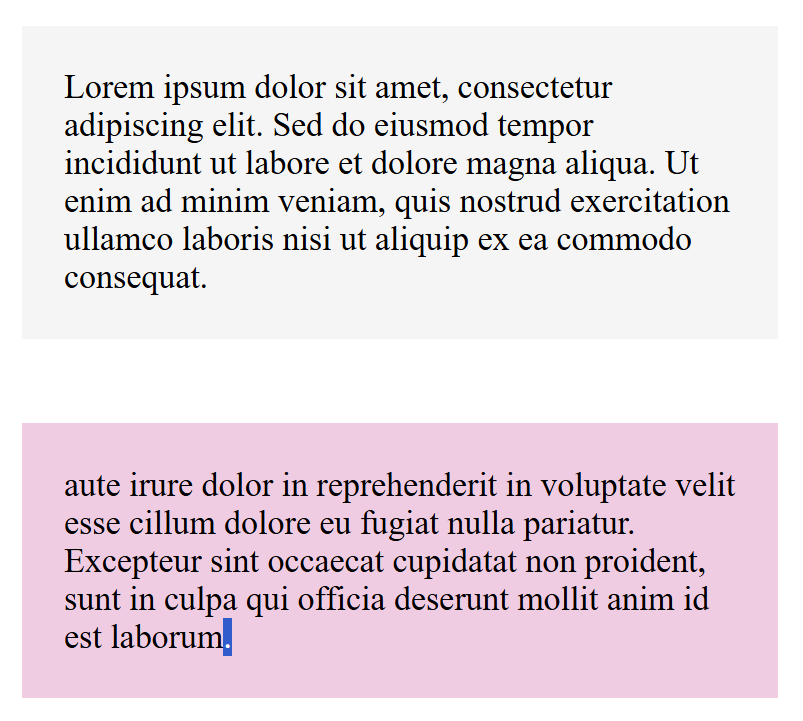 Lorem ipsum dolor sit amet, consectetur
adipiscing elit. Sed do eiusmod tempor
incididunt ut labore et dolore magna aliqua. Ut
enim ad minim veniam, quis nostrud exercitation
ullamco laboris nisi ut aliquip ex ea commodo
consequat.
aute irure dolor in reprehenderit in voluptate velit
esse cillum dolore eu fugiat nulla pariatur.
Excepteur sint occaecat cupidatat non proident,
sunt in culpa qui officia deserunt mollit anim id
est laborum.